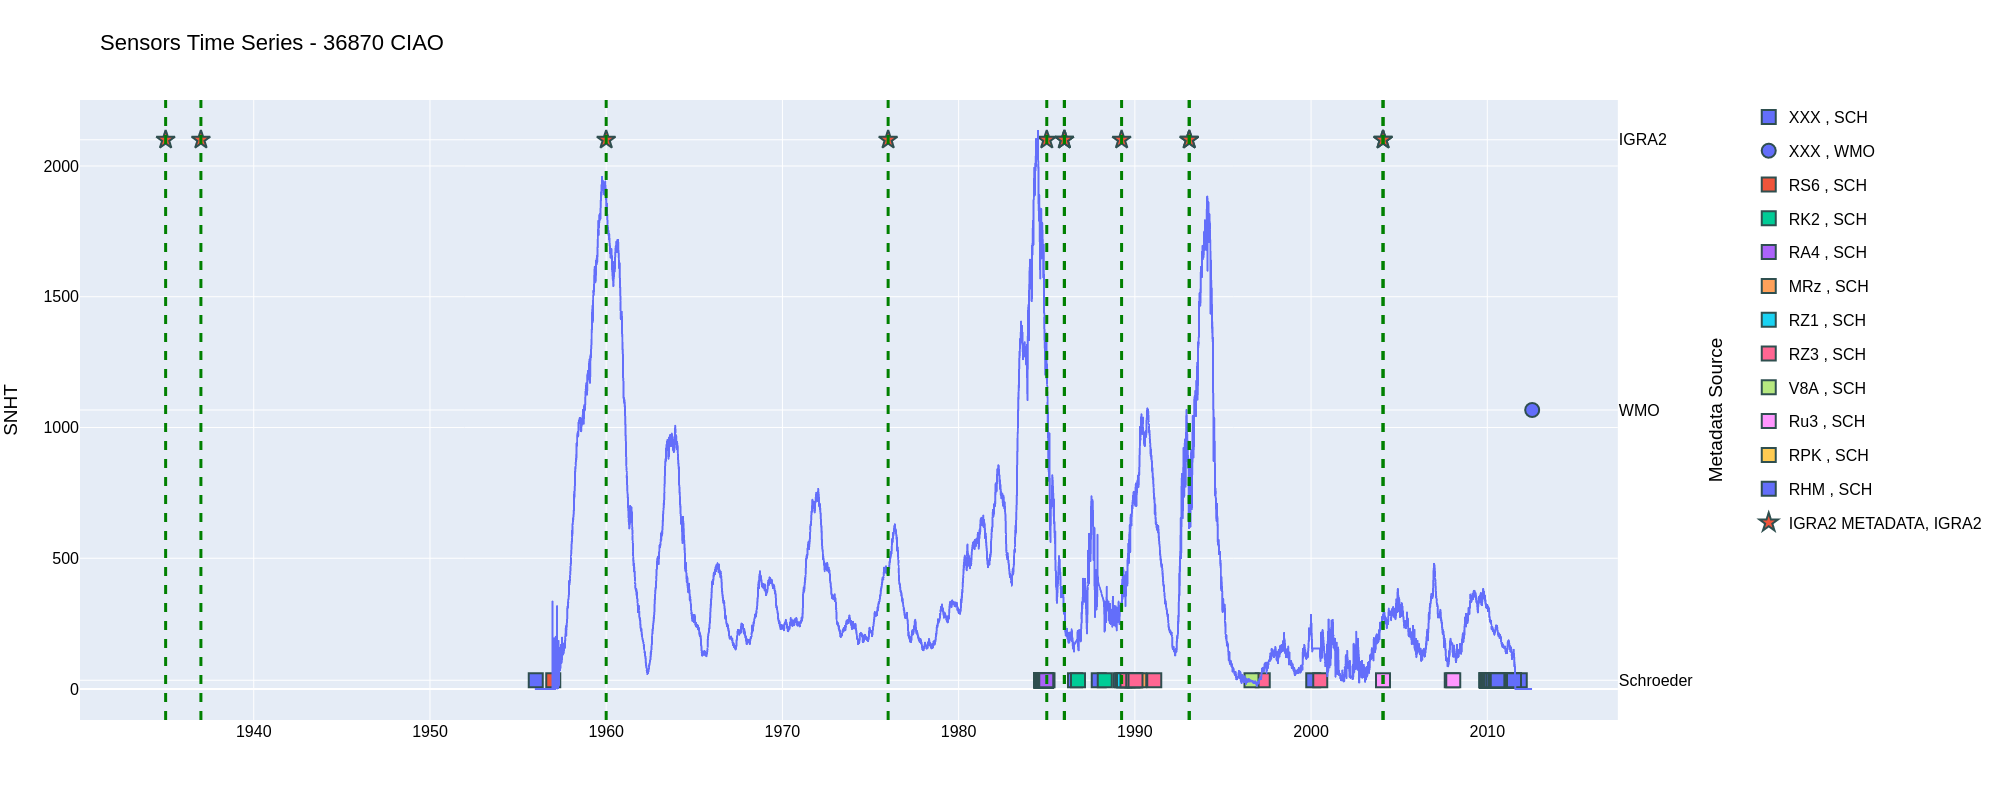 Sensors Time Series - 36870 CIAO
SNHT
2000
1500
1000
500
0
1940
1950
1960
1970
1980
1990
2000
2010
IGRA2
WMO
Schroeder
Metadata Source
XXX , SCH
XXX , WMO
RS6 , SCH
RK2 , SCH
RA4 , SCH
MRz , SCH
RZ1 , SCH
RZ3 , SCH
V8A , SCH
Ru3 , SCH
RPK , SCH
RHM , SCH
IGRA2 METADATA, IGRA2